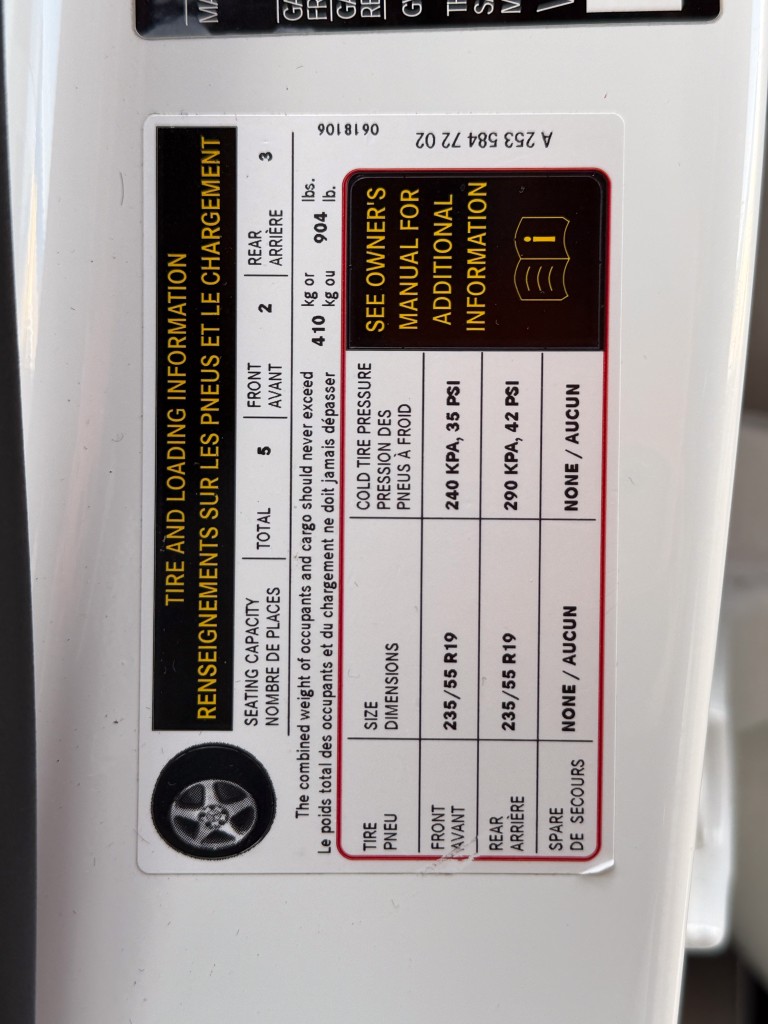 TIRE AND LOADING INFORMATION
RENSEIGNEMENTS SUR LES PNEUS ET LE CHARGEMENT
SEATING CAPACITY
NOMBRE DE PLACES
TOTAL 5
FRONT
AVANT
2
REAR
ARRIÈRE
3
The combined weight of occupants and cargo should never exceed 410 kg or 904 lbs.
Le poids total des occupants et du chargement ne doit jamais dépasser kg ou lb.
TIRE
PNEU
SIZE
DIMENSIONS
COLD TIRE PRESSURE
PRESSION DES
PNEUS À FROID
FRONT
AVANT
235/55 R19
240 KPA, 35 PSI
REAR
ARRIÈRE
235/55 R19
290 KPA, 42 PSI
SPARE
DE SECOURS
NONE / AUCUN
NONE / AUCUN
SEE OWNER'S
MANUAL FOR
ADDITIONAL
INFORMATION
i
0618106
A 253 584 72 02